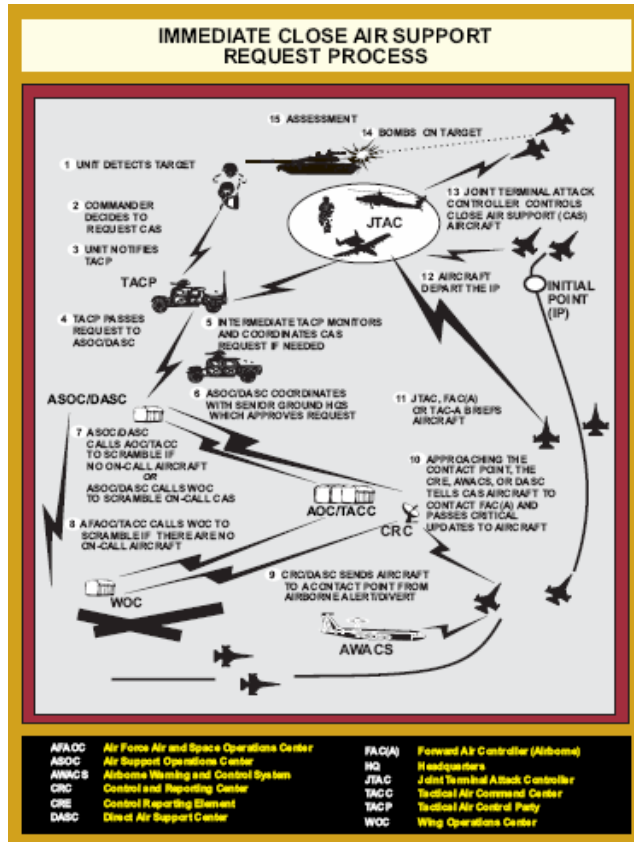 IMMEDIATE CLOSE AIR SUPPORT
REQUEST PROCESS
15 ASSESSMENT
14 BOMBS ON TARGET
1 UNIT DETECTS TARGET
2 COMMANDER
DECIDES TO
REQUEST CAS
3 UNIT NOTIFIES
TACP
TACP
JTAC
13 JOINT TERMINAL ATTACK
CONTROLLER CONTROLS
CLOSE AIR SUPPORT (CAS)
AIRCRAFT
12 AIRCRAFT
DEPART THE IP
INITIAL
POINT
(IP)
4 TACP PASSES
REQUEST TO
ASOC/DASC
5 INTERMEDIATE TACP MONITORS
AND COORDINATES CAS
REQUEST IF NEEDED
6 ASOC/DASC COORDINATES
WITH SENIOR GROUND HQS
WHICH APPROVES REQUEST
ASOC/DASC
11 JTAC, FAC(A)
OR TAC-A BRIEFS
AIRCRAFT
7 ASOC/DASC
CALLS AOC/TACC
TO SCRAMBLE IF
NO ON-CALL AIRCRAFT
OR
ASOC/DASC CALLS WOC
TO SCRAMBLE ON-CALL CAS
10 APPROACHING THE
CONTACT POINT, THE
CRE, AWACS, OR DASC
TELLS CAS AIRCRAFT TO
CONTACT FAC(A) AND
PASSES CRITICAL
UPDATES TO AIRCRAFT
AOC/TACC
CRC
8 AFAOC/TACC CALLS WOC TO
SCRAMBLE IF THERE ARE NO
ON-CALL AIRCRAFT
9 CRC/DASC SENDS AIRCRAFT
TO A CONTACT POINT FROM
AIRBORNE ALERT/DIVERT
WOC
AWACS
AFAOC Air Force Air and Space Operations Center
ASOC Air Support Operations Center
AWACS Airborne Warning and Control System
CRC Control and Reporting Center
CRE Control Reporting Element
DASC Direct Air Support Center
FAC(A) Forward Air Controller (Airborne)
HQ Headquarters
JTAC Joint Terminal Attack Controller
TACC Tactical Air Command Center
TACP Tactical Air Control Party
WOC Wing Operations Center